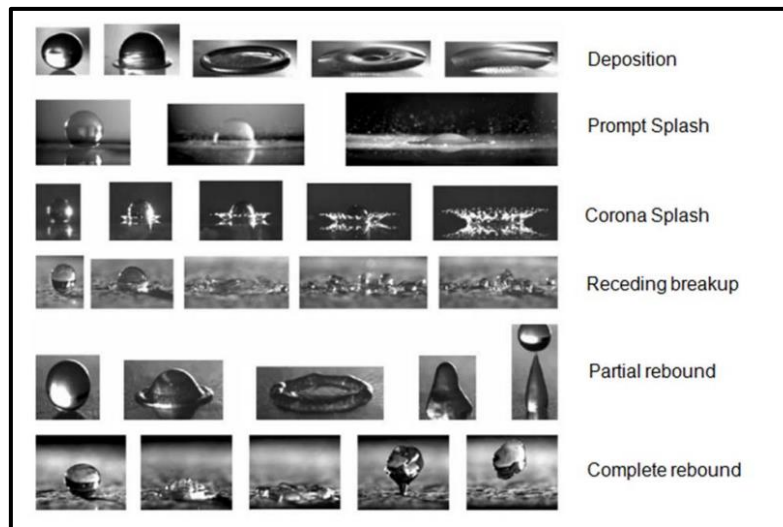 Deposition
Prompt Splash
Corona Splash
Receding breakup
Partial rebound
Complete rebound